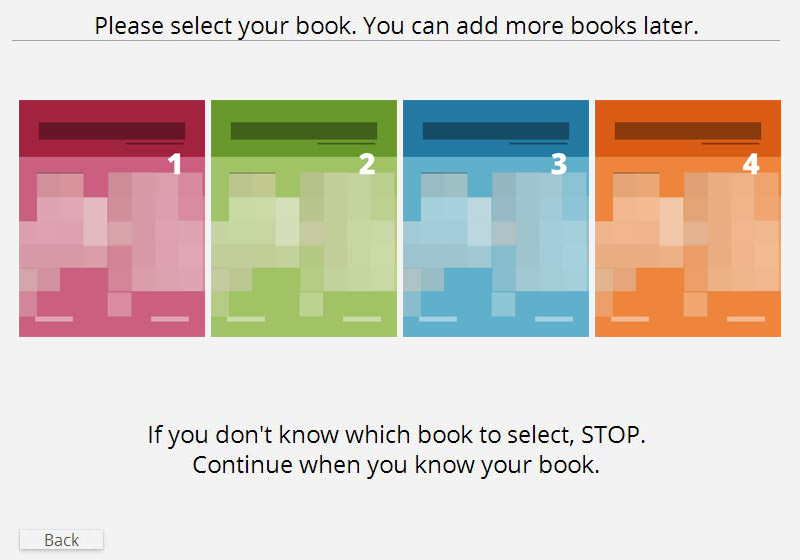 Please select your book. You can add more books later.
1
2
3
4
If you don't know which book to select, STOP.
Continue when you know your book.
Back